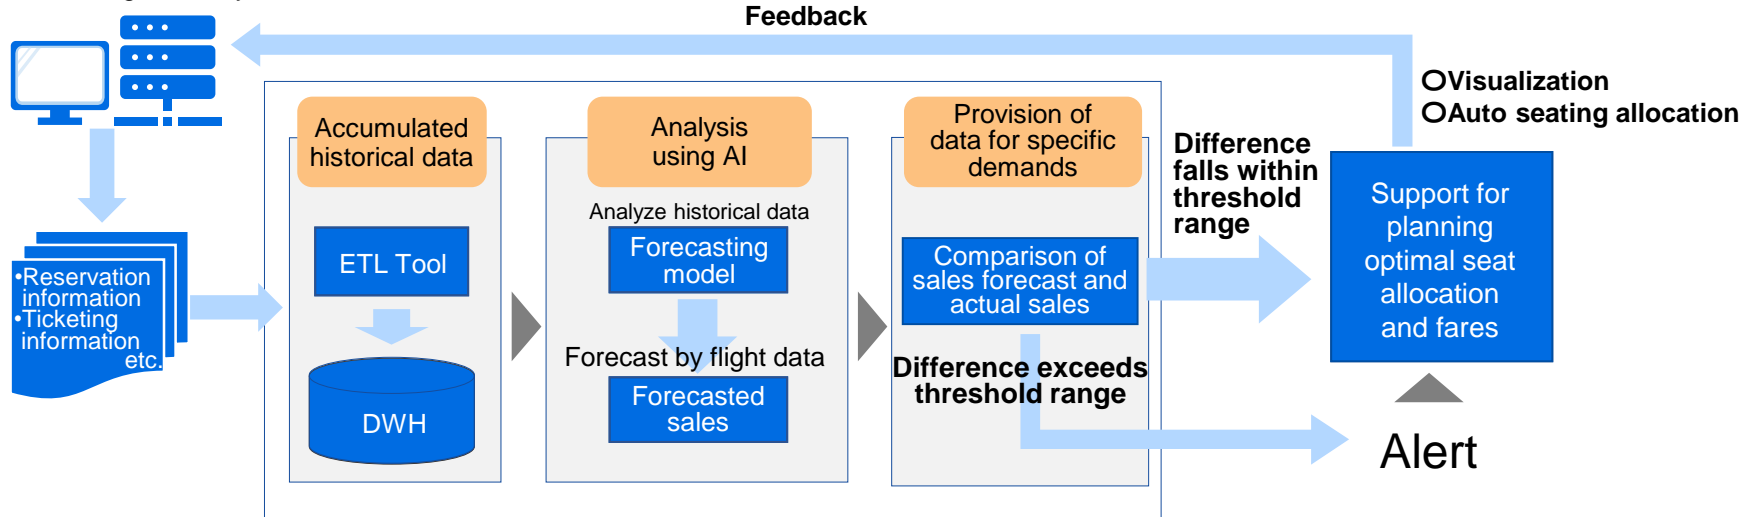 Feedback
○Visualization
○Auto seating allocation
Accumulated
historical data
Analysis
using AI
Provision of
data for specific
demands
Difference
falls within
threshold
range
Support for
planning
optimal seat
allocation
and fares
Analyze historical data
ETL Tool
Forecasting
model
Comparison of
sales forecast and
actual sales
•Reservation
information
•Ticketing
information
etc.
Forecast by flight data
Difference exceeds
threshold range
DWH
Forecasted
sales
Alert